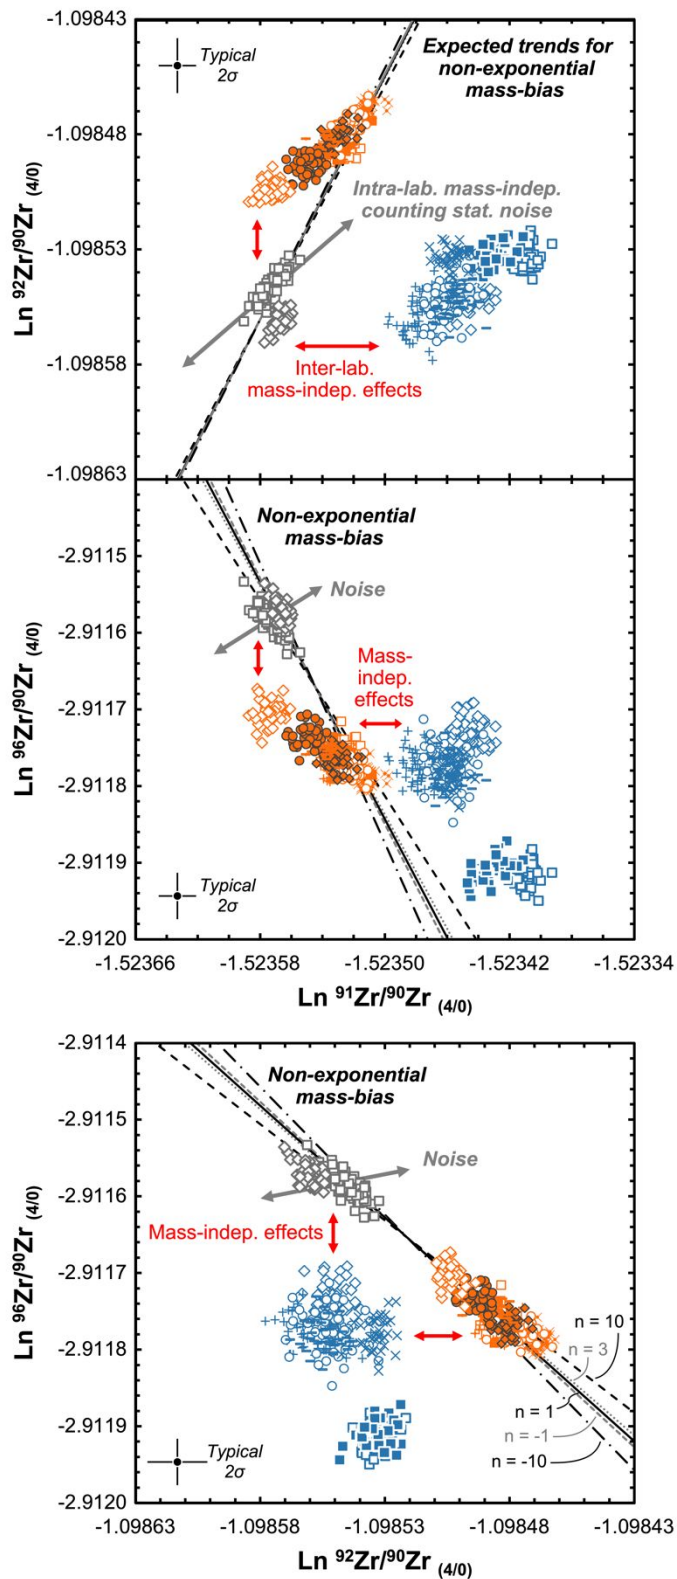 -1.09843
Typical
2σ
Expected trends for
non-exponential
mass-bias
-1.09848
Intra-lab. mass-indep.
counting stat. noise
-1.09853
Ln ⁹²Zr/⁹⁰Zr (4/0)
-1.09858
Inter-lab.
mass-indep. effects
-1.09863
Non-exponential
mass-bias
-2.9115
Noise
-2.9116
Mass-
indep.
effects
-2.9117
Ln ⁹⁶Zr/⁹⁰Zr (4/0)
-2.9118
-2.9119
Typical
2σ
-2.9120
-1.52366 -1.52358 -1.52350 -1.52342 -1.52334
Ln ⁹¹Zr/⁹⁰Zr (4/0)
-2.9114
Non-exponential
mass-bias
-2.9115
Noise
-2.9116
Mass-indep. effects
-2.9117
Ln ⁹⁶Zr/⁹⁰Zr (4/0)
n = 10
-2.9118
n = 3
n = 1
-2.9119
n = -1
Typical
2σ
n = -10
-2.9120
-1.09863 -1.09858 -1.09853 -1.09848 -1.09843
Ln ⁹²Zr/⁹⁰Zr (4/0)